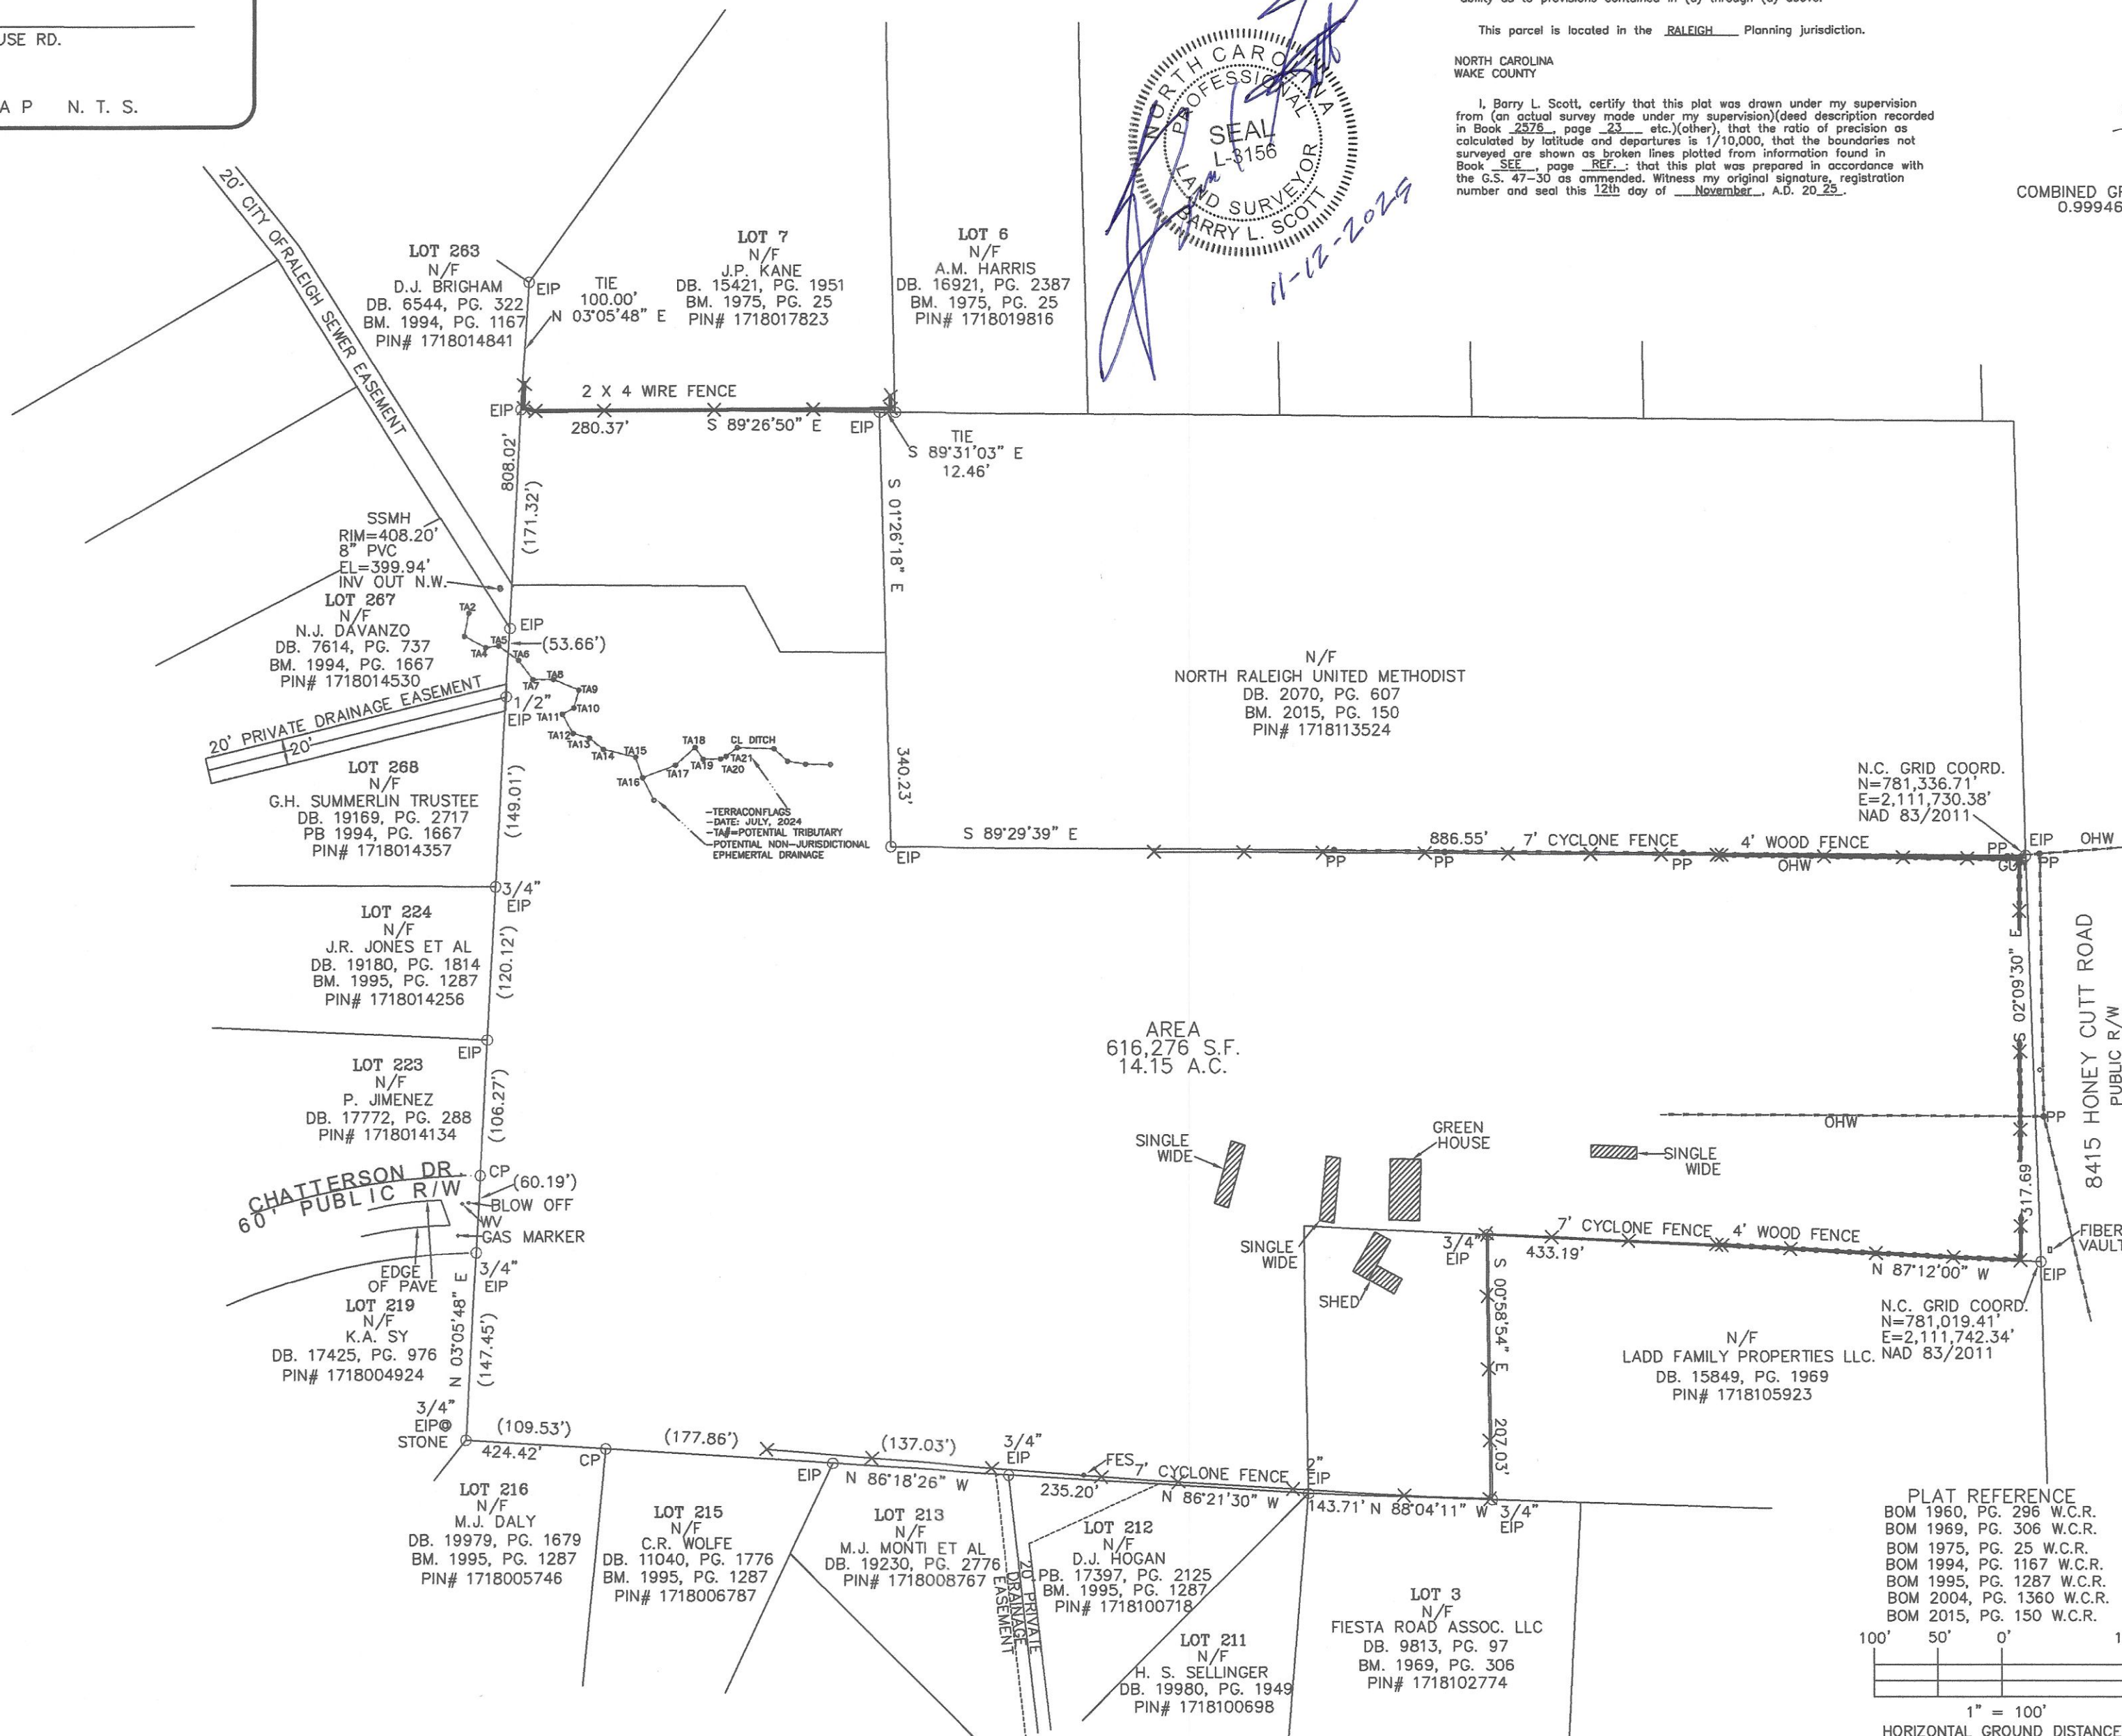 USE RD.
A P N. T. S.
This parcel is located in the RALEIGH Planning jurisdiction.
NORTH CAROLINA
WAKE COUNTY
I, Barry L. Scott, certify that this plat was drawn under my supervision
from (an actual survey made under my supervision)(deed description recorded
in Book 2576, page 23 etc.)(other), that the ratio of precision as
calculated by latitude and departures is 1/10,000, that the boundaries not
surveyed are shown as broken lines plotted from information found in
Book SEE, page REF.; that this plat was prepared in accordance with
the G.S. 47-30 as ammended. Witness my original signature, registration
number and seal this 12th day of November, A.D. 20 25.
COMBINED GR
0.99946
NORTH CAROLINA
PROFESSIONAL
SEAL
L-3156
LAND SURVEYOR
BARRY L. SCOTT
11-12-2025
20' CITY OF RALEIGH SEWER EASEMENT
LOT 263
N/F
D.J. BRIGHAM
DB. 6544, PG. 322
BM. 1994, PG. 1167
PIN# 1718014841
EIP
TIE
100.00'
N 03°05'48" E
LOT 7
N/F
J.P. KANE
DB. 15421, PG. 1951
BM. 1975, PG. 25
PIN# 1718017823
LOT 6
N/F
A.M. HARRIS
DB. 16921, PG. 2387
BM. 1975, PG. 25
PIN# 1718019816
2 X 4 WIRE FENCE
EIP
280.37'
S 89°26'50" E
EIP
TIE
S 89°31'03" E
12.46'
808.02'
(171.32')
S 01°26'18" E
340.23'
SSMH
RIM=408.20'
8" PVC
EL=399.94'
INV OUT N.W.
LOT 267
N/F
N.J. DAVANZO
DB. 7614, PG. 737
BM. 1994, PG. 1667
PIN# 1718014530
EIP
(53.66')
TA2
TA4
TA5
TA6
TA7
TA8
TA9
TA10
TA11
TA12
TA13
TA14
TA15
TA16
TA17
TA18
TA19
TA20
TA21
CL DITCH
1/2"
EIP
20' PRIVATE DRAINAGE EASEMENT
20'
-TERRACONFLAGS
-DATE: JULY, 2024
-TA#=POTENTIAL TRIBUTARY
-POTENTIAL NON-JURISDICTIONAL
EPHEMERTAL DRAINAGE
LOT 268
N/F
G.H. SUMMERLIN TRUSTEE
DB. 19169, PG. 2717
PB 1994, PG. 1667
PIN# 1718014357
(149.01')
3/4"
EIP
N/F
NORTH RALEIGH UNITED METHODIST
DB. 2070, PG. 607
BM. 2015, PG. 150
PIN# 1718113524
N.C. GRID COORD.
N=781,336.71'
E=2,111,730.38'
NAD 83/2011
EIP
S 89°29'39" E
886.55'
7' CYCLONE FENCE
4' WOOD FENCE
PP
PP
PP
OHW
PP
GUY
EIP
PP
OHW
LOT 224
N/F
J.R. JONES ET AL
DB. 19180, PG. 1814
BM. 1995, PG. 1287
PIN# 1718014256
(120.12')
EIP
S 02°09'30" E
317.69
8415 HONEY CUTT ROAD
PUBLIC R/W
AREA
616,276 S.F.
14.15 A.C.
LOT 223
N/F
P. JIMENEZ
DB. 17772, PG. 288
PIN# 1718014134
(106.27')
CHATTERSON DR.
60' PUBLIC R/W
CP
(60.19')
BLOW OFF
WV
GAS MARKER
EDGE
OF PAVE
3/4"
EIP
SINGLE
WIDE
GREEN
HOUSE
SINGLE
WIDE
OHW
PP
SINGLE
WIDE
SHED
3/4"
EIP
7' CYCLONE FENCE
4' WOOD FENCE
433.19'
N 87°12'00" W
FIBER
VAULT
EIP
S 00°58'54" E
207.03'
N.C. GRID COORD.
N=781,019.41'
E=2,111,742.34'
NAD 83/2011
N/F
LADD FAMILY PROPERTIES LLC.
DB. 15849, PG. 1969
PIN# 1718105923
LOT 219
N/F
K.A. SY
DB. 17425, PG. 976
PIN# 1718004924
N 03°05'48" E
(147.45')
3/4"
EIP@
STONE
(109.53')
424.42'
CP
(177.86')
EIP
(137.03')
N 86°18'26" W
3/4"
EIP
FES
7' CYCLONE FENCE
235.20'
N 86°21'30" W
2"
EIP
143.71'
N 88°04'11" W
3/4"
EIP
LOT 216
N/F
M.J. DALY
DB. 19979, PG. 1679
BM. 1995, PG. 1287
PIN# 1718005746
LOT 215
N/F
C.R. WOLFE
DB. 11040, PG. 1776
BM. 1995, PG. 1287
PIN# 1718006787
LOT 213
N/F
M.J. MONTI ET AL
DB. 19230, PG. 2776
PIN# 1718008767
20' PRIVATE
DRAINAGE
EASEMENT
LOT 212
N/F
D.J. HOGAN
PB. 17397, PG. 2125
BM. 1995, PG. 1287
PIN# 1718100718
LOT 211
N/F
H. S. SELLINGER
DB. 19980, PG. 1949
PIN# 1718100698
LOT 3
N/F
FIESTA ROAD ASSOC. LLC
DB. 9813, PG. 97
BM. 1969, PG. 306
PIN# 1718102774
PLAT REFERENCE
BOM 1960, PG. 296 W.C.R.
BOM 1969, PG. 306 W.C.R.
BOM 1975, PG. 25 W.C.R.
BOM 1994, PG. 1167 W.C.R.
BOM 1995, PG. 1287 W.C.R.
BOM 2004, PG. 1360 W.C.R.
BOM 2015, PG. 150 W.C.R.
100' 50' 0' 1
1" = 100'
HORIZONTAL GROUND DISTANCE